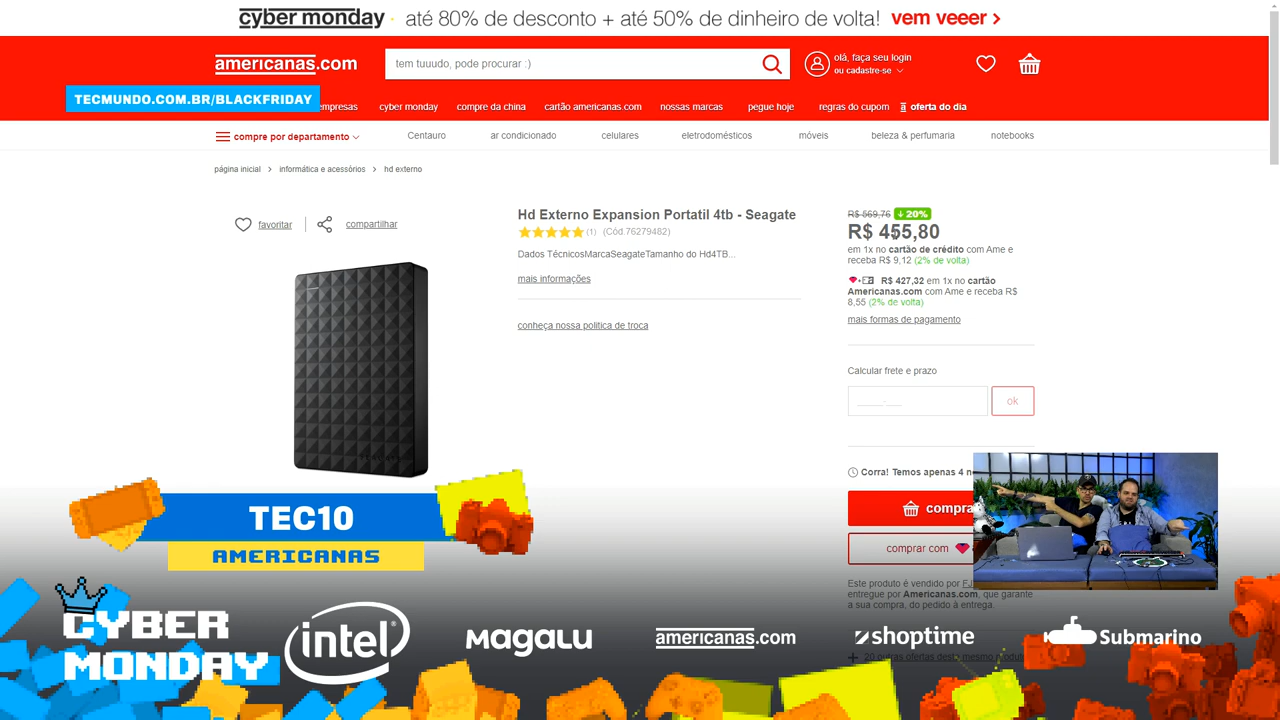 cyber monday até 80% de desconto + até 50% de dinheiro de volta! vem veeer >
americanas.com
tem tuuudo, pode procurar :)
olá, faça seu login
ou cadastre-se
TECMUNDO.COM.BR/BLACKFRIDAY
empresas cyber monday compre da china cartão americanas.com nossas marcas pegue hoje regras do cupom a oferta do dia
compre por departamento Centauro ar condicionado celulares eletrodomésticos móveis beleza & perfumaria notebooks
página inicial > informática e acessórios > hd externo
favoritar compartilhar
Hd Externo Expansion Portatil 4tb - Seagate
(1) (Cód.76279482)
Dados TécnicosMarcaSeagateTamanho do Hd4TB...
mais informações
conheça nossa politica de troca
R$ 569,76 20%
R$ 455,80
em 1x no cartão de crédito com Ame e
receba R$ 9,12 (2% de volta)
R$ 427,32 em 1x no cartão
Americanas.com com Ame e receba R$
8,55 (2% de volta)
mais formas de pagamento
Calcular frete e prazo
ok
Corra! Temos apenas 4
compra
comprar com
Este produto é vendido por
entregue por Americanas.com, que garante
a sua compra, do pedido à entrega.
+ 20 outras ofertas deste mesmo produto
TEC10
AMERICANAS
CYBER
MONDAY
intel
Magalu
americanas.com
shoptime
Submarino